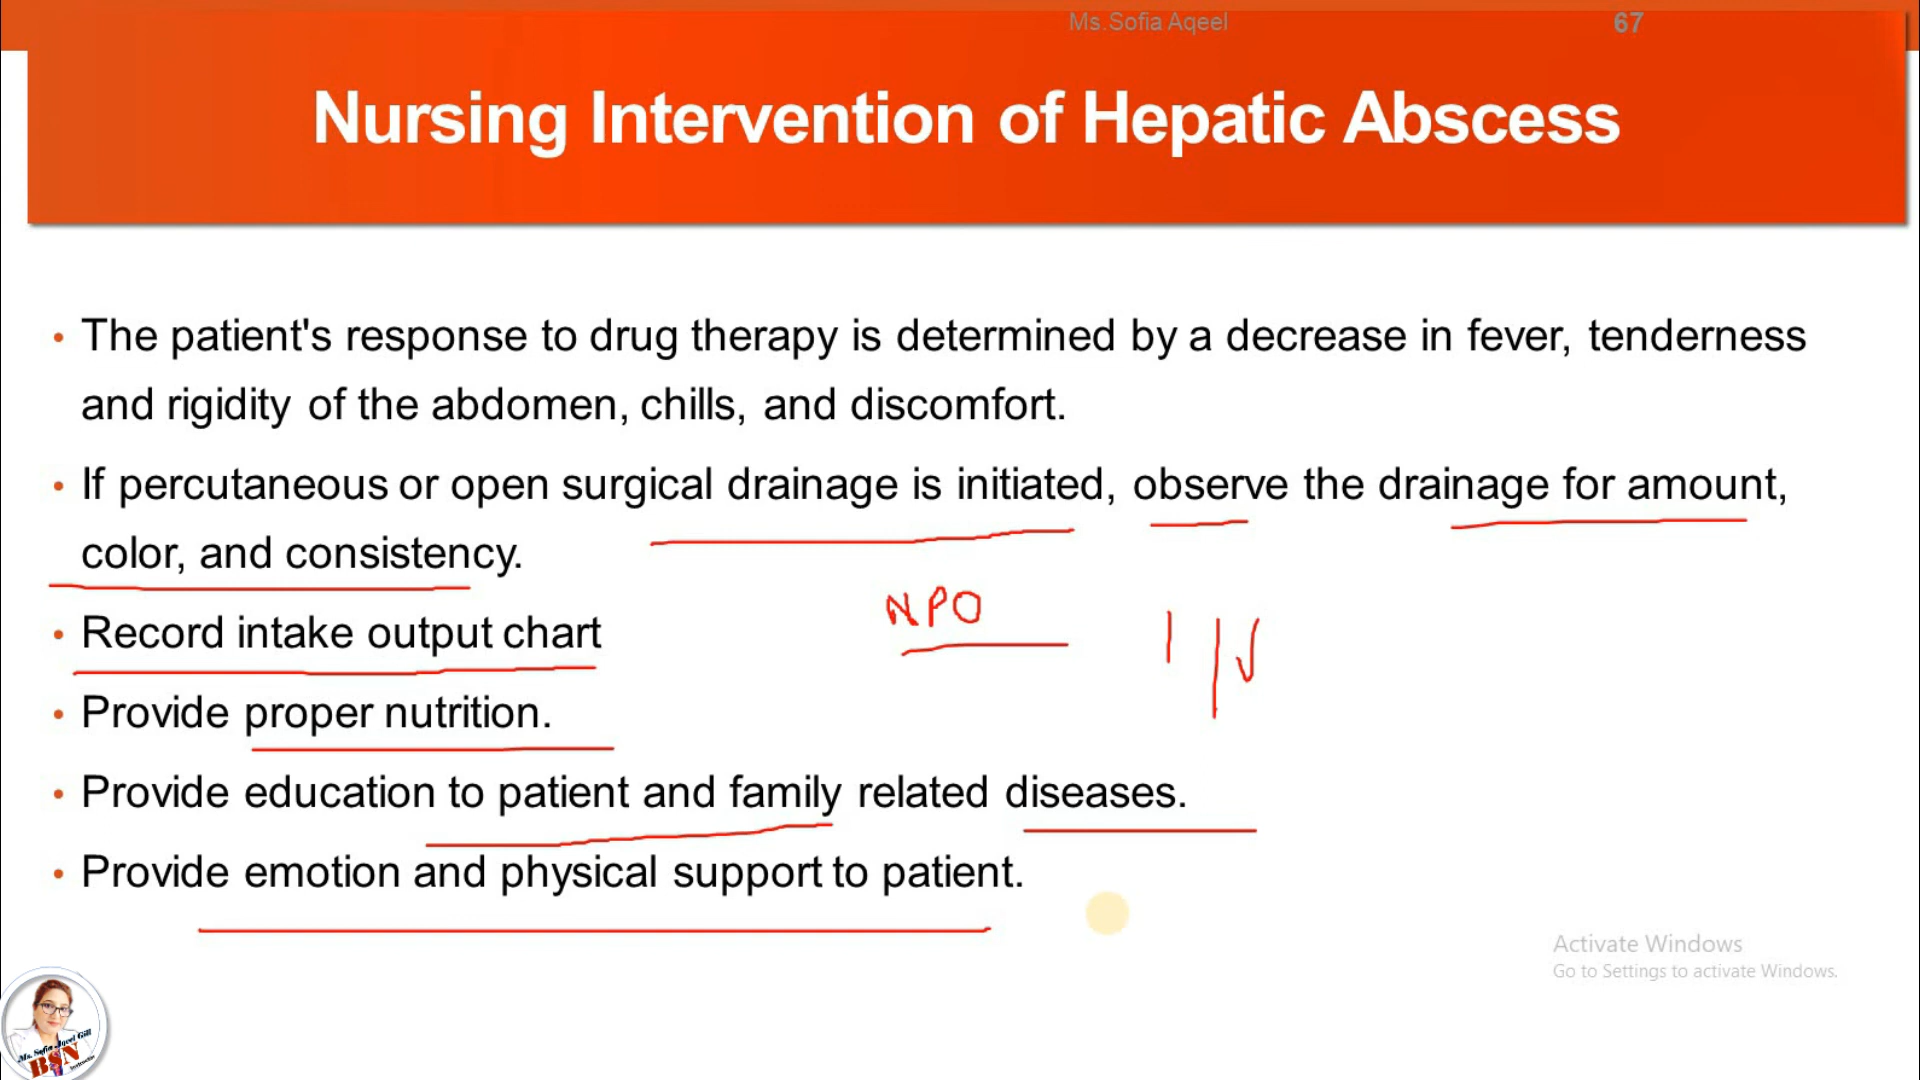 Ms.Sofia Aqeel 67
Nursing Intervention of Hepatic Abscess
• The patient's response to drug therapy is determined by a decrease in fever, tenderness
and rigidity of the abdomen, chills, and discomfort.
• If percutaneous or open surgical drainage is initiated, observe the drainage for amount,
color, and consistency.
NPO
• Record intake output chart
• Provide proper nutrition.
• Provide education to patient and family related diseases.
• Provide emotion and physical support to patient.
Activate Windows
Go to Settings to activate Windows.
Ms. Sofia Aqeel Gill
BSN